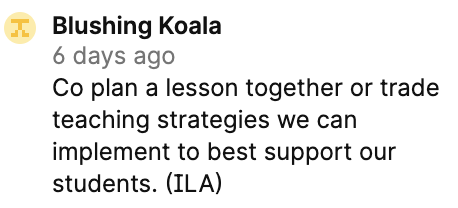 Blushing Koala
6 days ago
Co plan a lesson together or trade
teaching strategies we can
implement to best support our
students. (ILA)